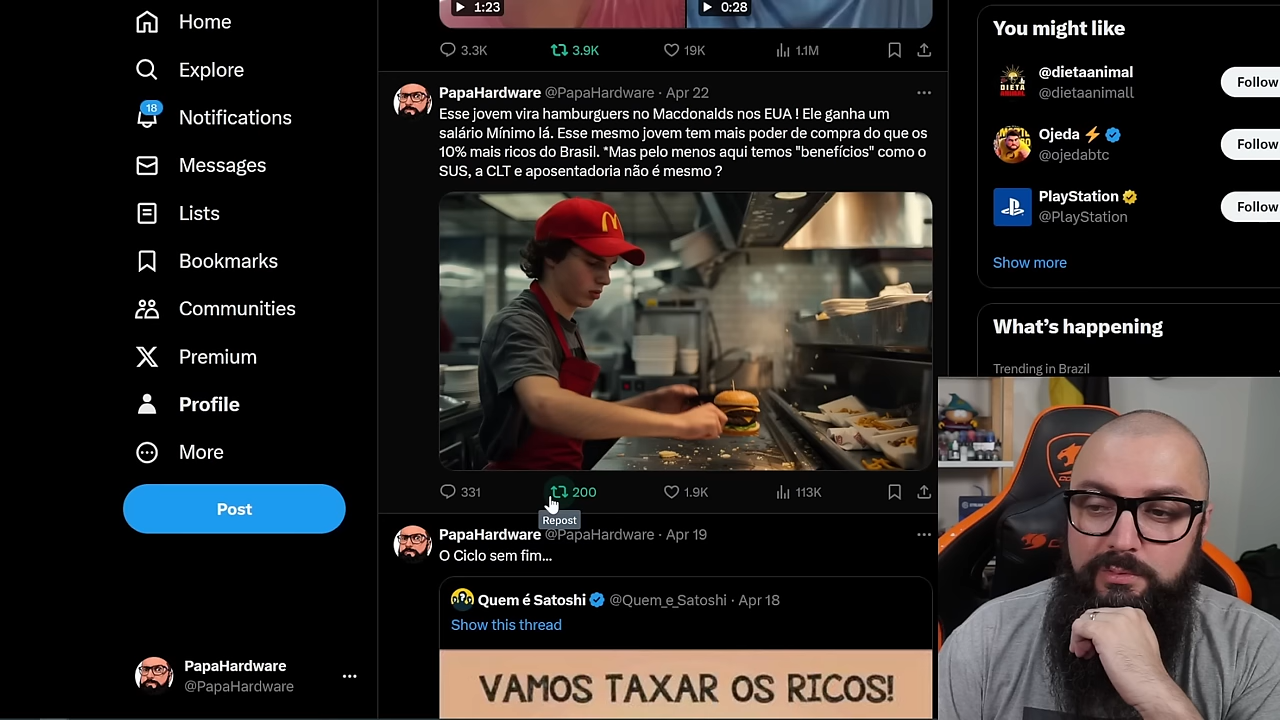 Home
Explore
18
Notifications
Messages
Lists
Bookmarks
Communities
Premium
Profile
More
Post
PapaHardware
@PapaHardware
1:23
0:28
3.3K
3.9K
19K
1.1M
PapaHardware @PapaHardware · Apr 22
Esse jovem vira hamburguers no Macdonalds nos EUA ! Ele ganha um
salário Mínimo lá. Esse mesmo jovem tem mais poder de compra do que os
10% mais ricos do Brasil. *Mas pelo menos aqui temos "benefícios" como o
SUS, a CLT e aposentadoria não é mesmo ?
331
200
1.9K
113K
Repost
PapaHardware @PapaHardware · Apr 19
O Ciclo sem fim...
Quem é Satoshi @Quem_e_Satoshi · Apr 18
Show this thread
VAMOS TAXAR OS RICOS!
You might like
@dietaanimal
@dietaanimall
Follow
Ojeda⚡
@ojedabtc
Follow
PlayStation
@PlayStation
Follow
Show more
What's happening
Trending in Brazil